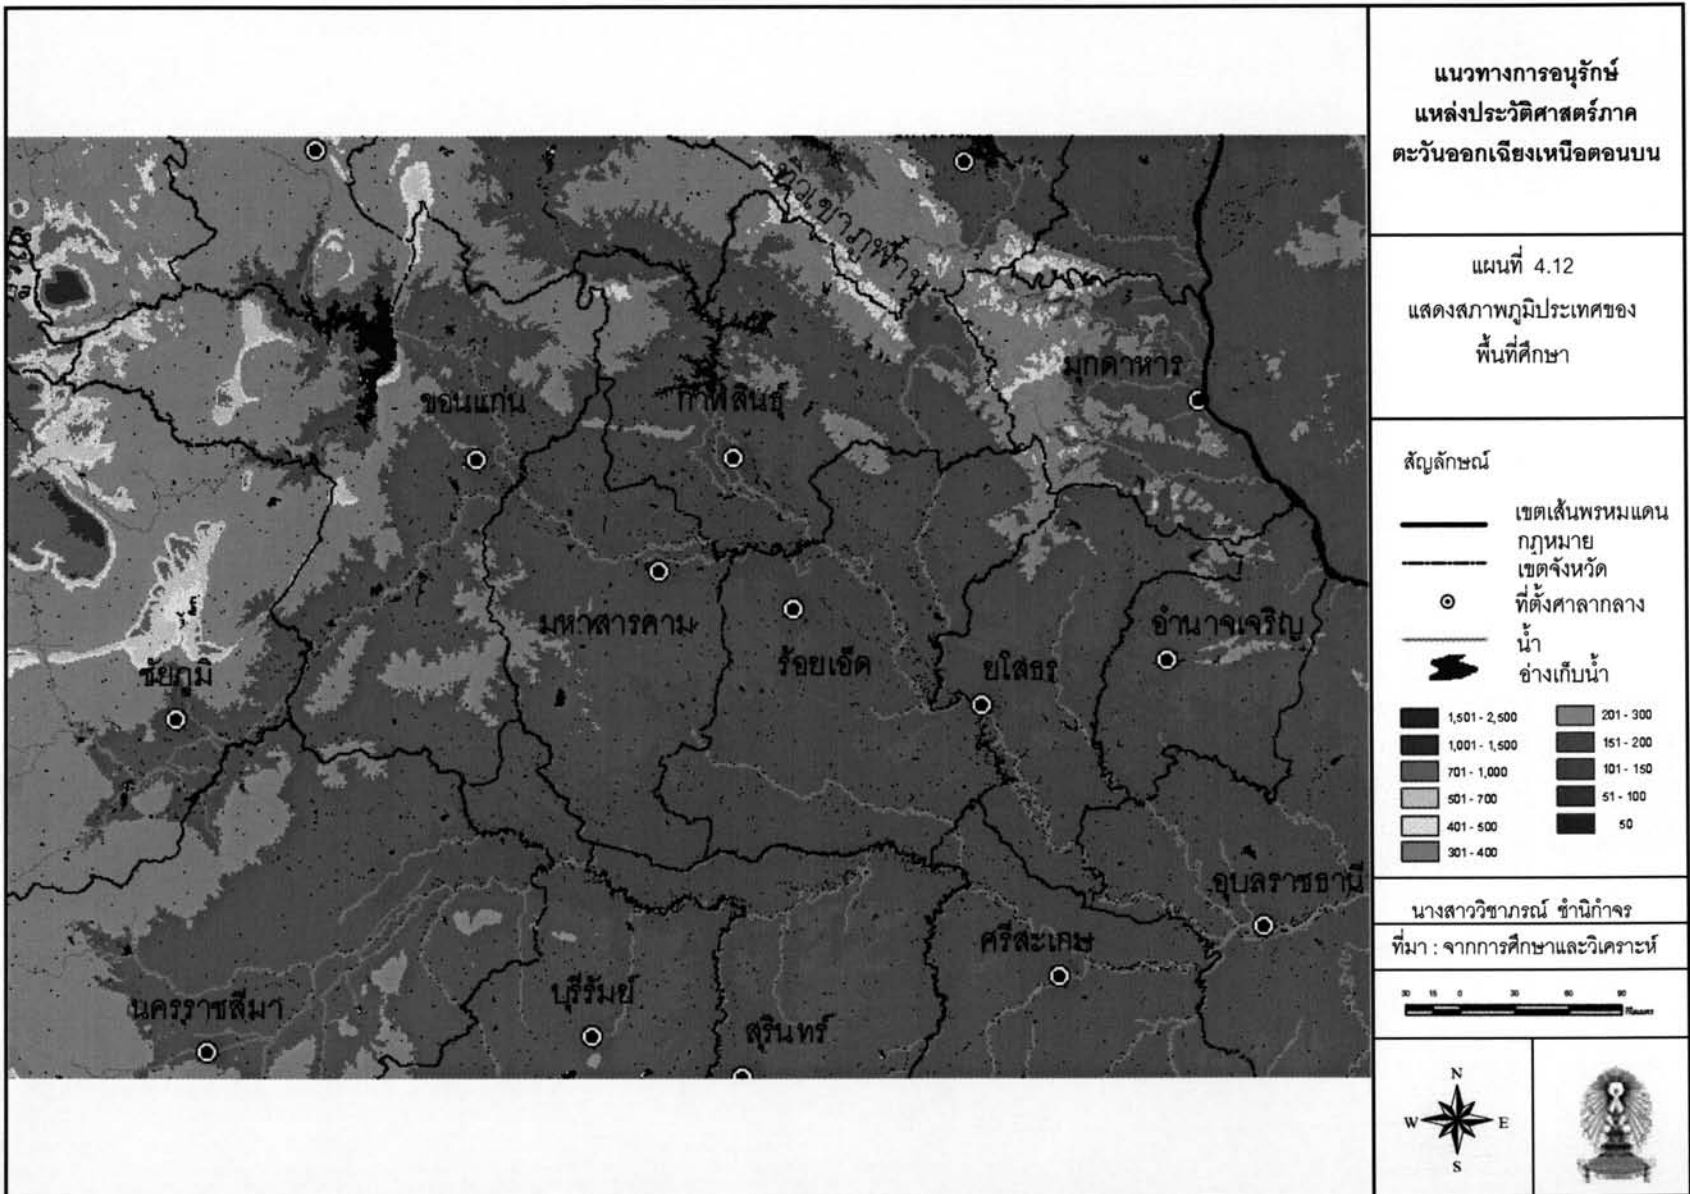 แนวทางการอนุรักษ์
แหล่งประวัติศาสตร์ภาค
ตะวันออกเฉียงเหนือตอนบน
แผนที่ 4.12
แสดงสภาพภูมิประเทศของ
พื้นที่ศึกษา
สัญลักษณ์
เขตเส้นพรหมแดน
กฎหมาย
เขตจังหวัด
ที่ตั้งศาลากลาง
น้ำ
อ่างเก็บน้ำ
1,501 - 2,500
1,001 - 1,500
701 - 1,000
501 - 700
401 - 500
301 - 400
201 - 300
151 - 200
101 - 150
51 - 100
50
นางสาววิชาภรณ์ ชำนิกำจร
ที่มา : จากการศึกษาและวิเคราะห์
30 15 0 30 60 90
กิโลเมตร
N
W E
S
ทิวเขาภูพาน
มุกดาหาร
ขอนแก่น
กาฬสินธุ์
มหาสารคาม
ร้อยเอ็ด
ยโสธร
อำนาจเจริญ
ชัยภูมิ
อุบลราชธานี
ศรีสะเกษ
นครราชสีมา
บุรีรัมย์
สุรินทร์